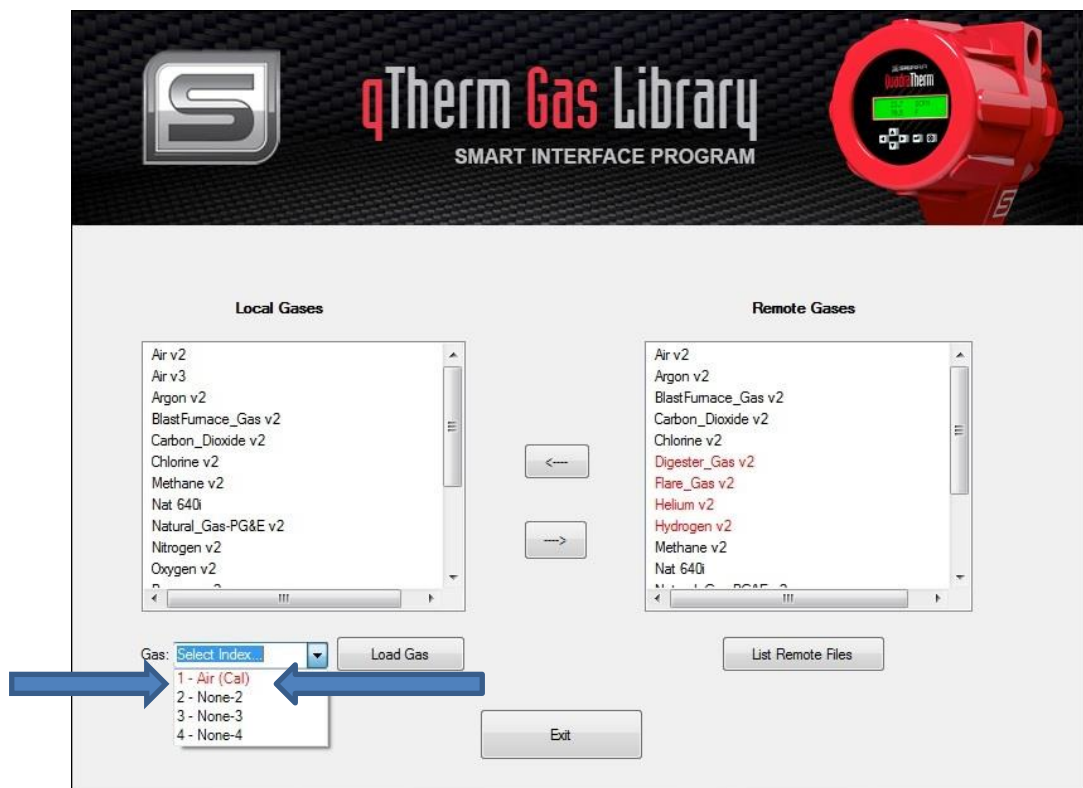 S
qTherm Gas Library
SMART INTERFACE PROGRAM
SIERRA
QuadraTherm
S
Local Gases
Air v2
Air v3
Argon v2
BlastFurnace_Gas v2
Carbon_Dioxide v2
Chlorine v2
Methane v2
Nat 640i
Natural_Gas-PG&E v2
Nitrogen v2
Oxygen v2
<----
---->
Remote Gases
Air v2
Argon v2
BlastFurnace_Gas v2
Carbon_Dioxide v2
Chlorine v2
Digester_Gas v2
Flare_Gas v2
Helium v2
Hydrogen v2
Methane v2
Nat 640i
Gas: Select Index... Load Gas
1 - Air (Cal)
2 - None-2
3 - None-3
4 - None-4
List Remote Files
Exit